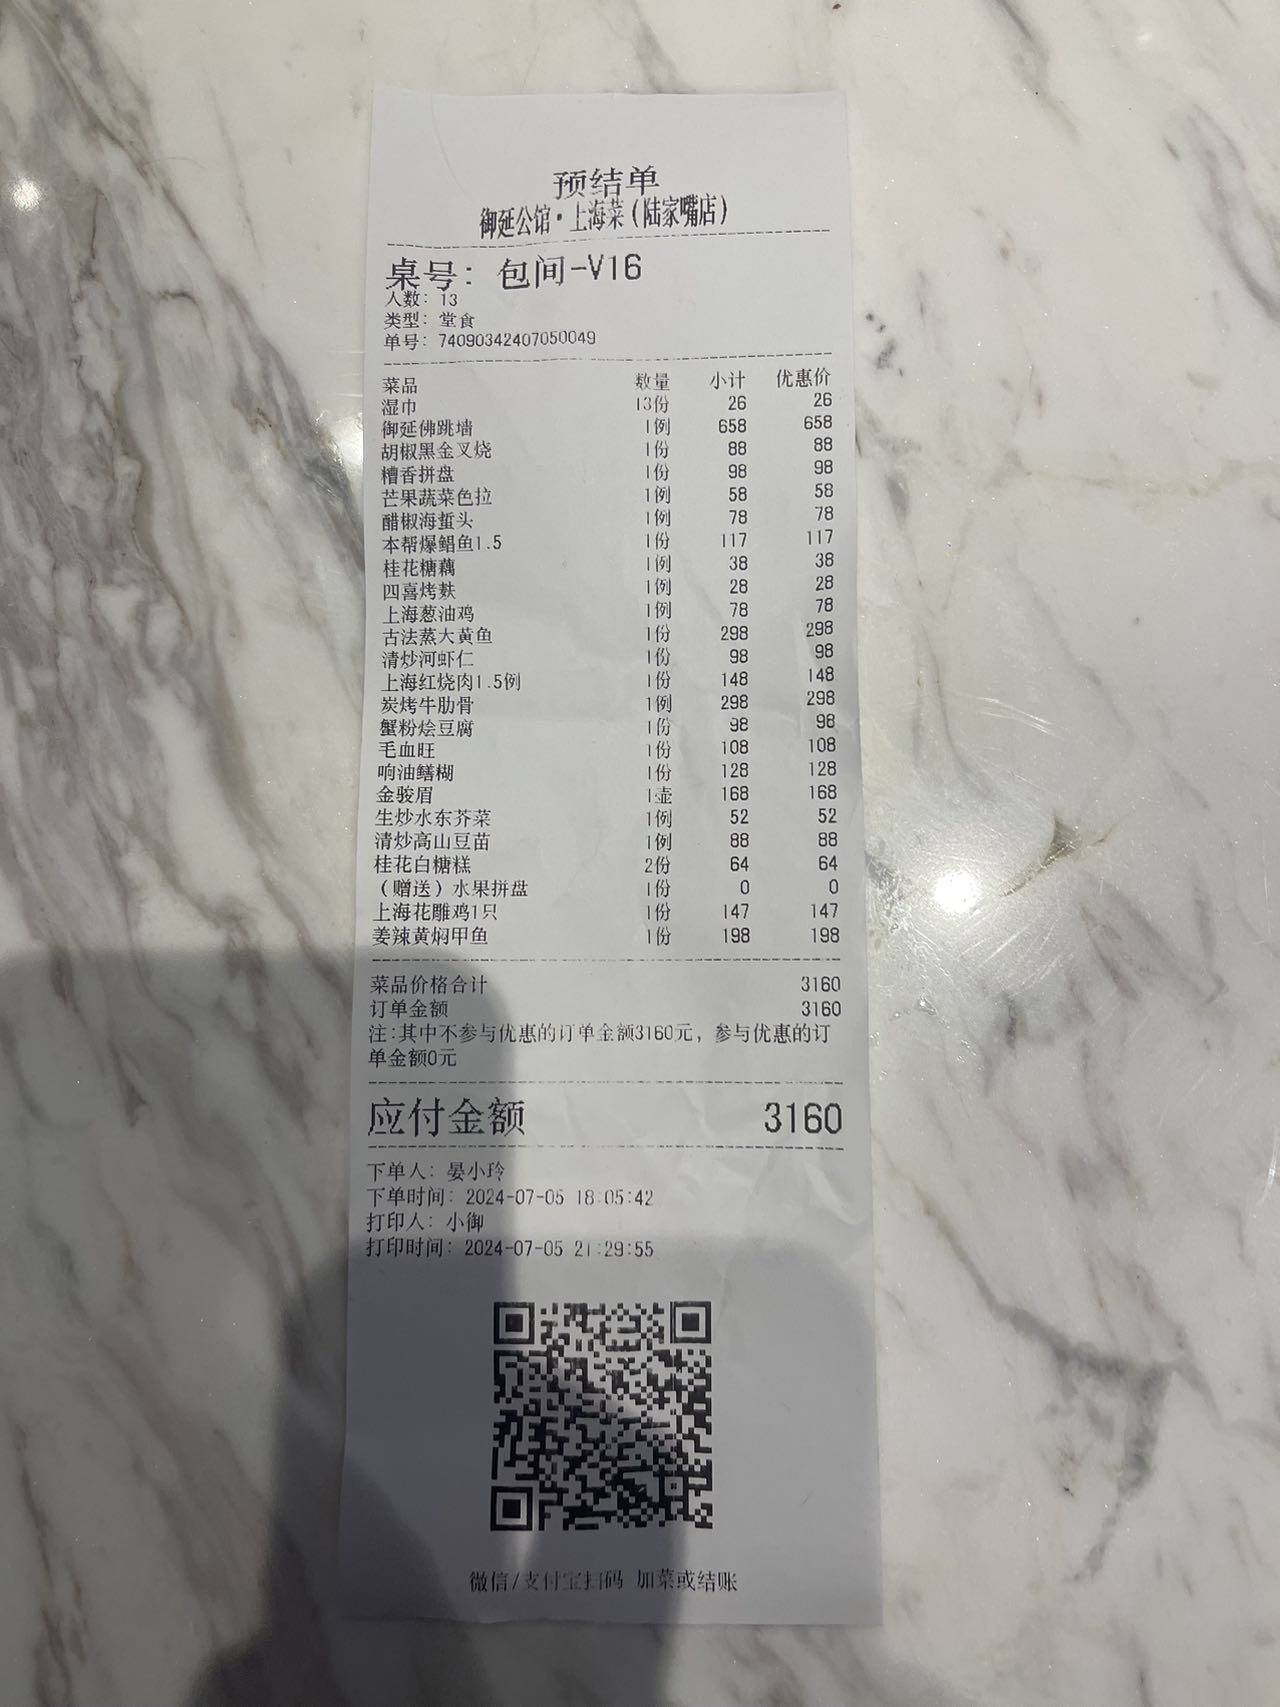 预结单
御延公馆·上海菜(陆家嘴店)
桌号: 包间-V16
人数: 13
类型: 堂食
单号: 74090342407050049
菜品 数量 小计 优惠价
湿巾 13份 26 26
御延佛跳墙 1例 658 658
胡椒黑金叉烧 1份 88 88
糟香拼盘 1份 98 98
芒果蔬菜色拉 1例 58 58
醋椒海蜇头 1例 78 78
本帮爆鲳鱼1.5 1份 117 117
桂花糖藕 1例 38 38
四喜烤麸 1例 28 28
上海葱油鸡 1例 78 78
古法蒸大黄鱼 1份 298 298
清炒河虾仁 1份 98 98
上海红烧肉1.5例 1份 148 148
炭烤牛肋骨 1例 298 298
蟹粉烩豆腐 1份 98 98
毛血旺 1份 108 108
响油鳝糊 1份 128 128
金骏眉 1壶 168 168
生炒水东芥菜 1例 52 52
清炒高山豆苗 1例 88 88
桂花白糖糕 2份 64 64
(赠送)水果拼盘 1份 0 0
上海花雕鸡1只 1份 147 147
姜辣黄焖甲鱼 1份 198 198
菜品价格合计 3160
订单金额 3160
注:其中不参与优惠的订单金额3160元，参与优惠的订
单金额0元
应付金额 3160
下单人: 晏小玲
下单时间: 2024-07-05 18:05:42
打印人: 小御
打印时间: 2024-07-05 21:29:55
微信/支付宝扫码 加菜或结账